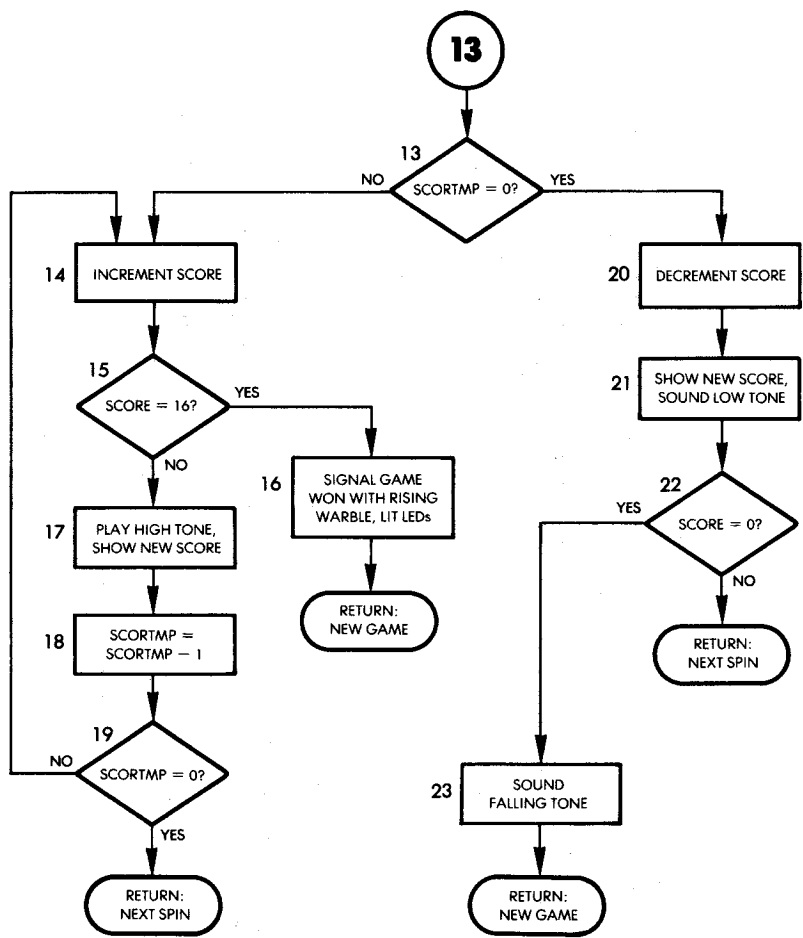 13
13
SCORTMP = 0?
NO
YES
14
INCREMENT SCORE
20
DECREMENT SCORE
15
SCORE = 16?
YES
NO
21
SHOW NEW SCORE,
SOUND LOW TONE
16
SIGNAL GAME
WON WITH RISING
WARBLE, LIT LEDs
RETURN:
NEW GAME
17
PLAY HIGH TONE,
SHOW NEW SCORE
22
SCORE = 0?
YES
NO
RETURN:
NEXT SPIN
18
SCORTMP =
SCORTMP − 1
19
SCORTMP = 0?
NO
YES
RETURN:
NEXT SPIN
23
SOUND
FALLING TONE
RETURN:
NEW GAME